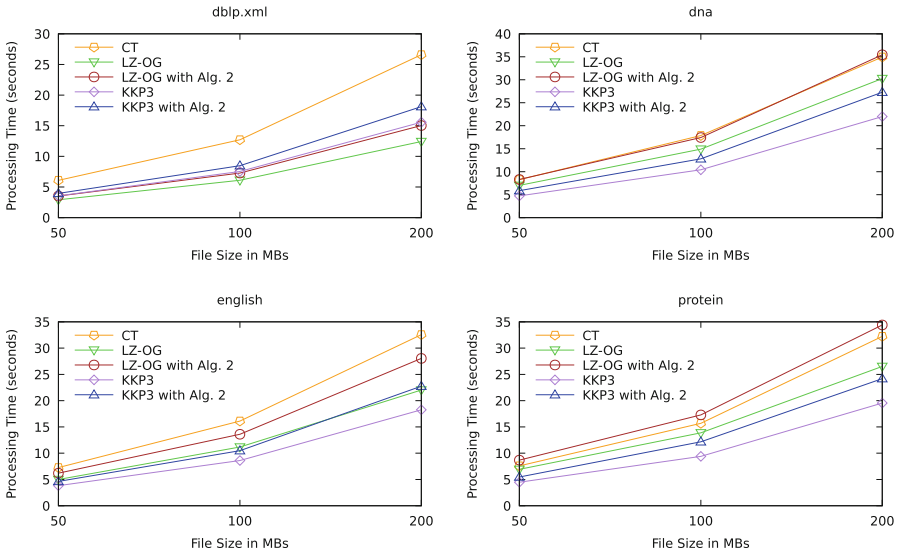 dblp.xml
30
25
20
15
10
5
0
50
100
200
Processing Time (seconds)
File Size in MBs
CT
LZ-OG
LZ-OG with Alg. 2
KKP3
KKP3 with Alg. 2
dna
40
35
30
25
20
15
10
5
0
50
100
200
Processing Time (seconds)
File Size in MBs
CT
LZ-OG
LZ-OG with Alg. 2
KKP3
KKP3 with Alg. 2
english
35
30
25
20
15
10
5
0
50
100
200
Processing Time (seconds)
File Size in MBs
CT
LZ-OG
LZ-OG with Alg. 2
KKP3
KKP3 with Alg. 2
protein
35
30
25
20
15
10
5
0
50
100
200
Processing Time (seconds)
File Size in MBs
CT
LZ-OG
LZ-OG with Alg. 2
KKP3
KKP3 with Alg. 2